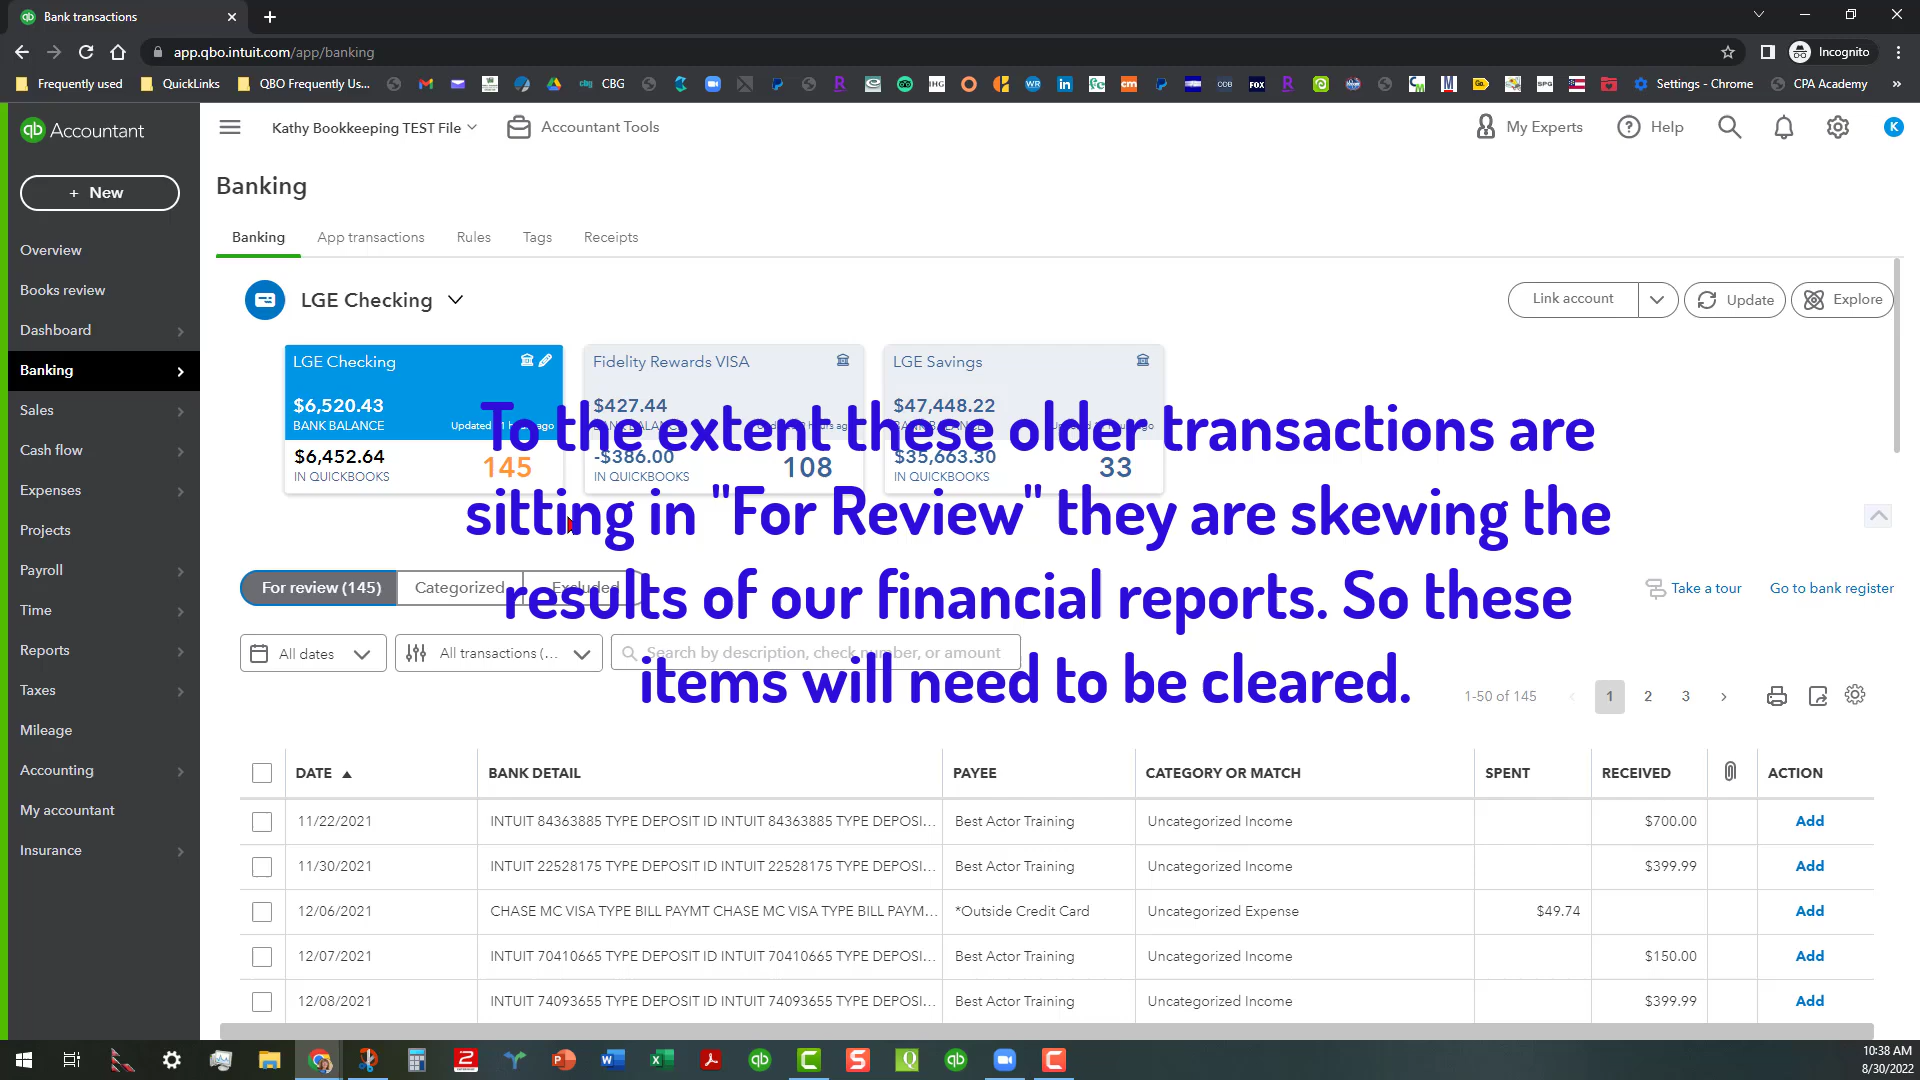 Bank transactions
app.qbo.intuit.com/app/banking
Incognito
Frequently used
QuickLinks
QBO Frequently Us...
CBG
Settings - Chrome
CPA Academy
qb Accountant
Kathy Bookkeeping TEST File
Accountant Tools
My Experts
Help
K
+ New
Banking
Overview
Books review
Dashboard
Banking
Sales
Cash flow
Expenses
Projects
Payroll
Time
Reports
Taxes
Mileage
Accounting
My accountant
Insurance
Banking App transactions Rules Tags Receipts
LGE Checking
Link account
Update
Explore
LGE Checking
$6,520.43
BANK BALANCE
$6,452.64
IN QUICKBOOKS
145
Fidelity Rewards VISA
$427.44
-$386.00
IN QUICKBOOKS
108
LGE Savings
$47,448.22
$35,663.30
IN QUICKBOOKS
33
To the extent these older transactions are
sitting in "For Review" they are skewing the
results of our financial reports. So these
items will need to be cleared.
For review (145) Categorized Excluded
Take a tour
Go to bank register
All dates
All transactions (...
Search by description, check number, or amount
1-50 of 145
< 1 2 3 >
DATE BANK DETAIL PAYEE CATEGORY OR MATCH SPENT RECEIVED ACTION
11/22/2021 INTUIT 84363885 TYPE DEPOSIT ID INTUIT 84363885 TYPE DEPOSI... Best Actor Training Uncategorized Income $700.00 Add
11/30/2021 INTUIT 22528175 TYPE DEPOSIT ID INTUIT 22528175 TYPE DEPOSI... Best Actor Training Uncategorized Income $399.99 Add
12/06/2021 CHASE MC VISA TYPE BILL PAYMT CHASE MC VISA TYPE BILL PAYM... *Outside Credit Card Uncategorized Expense $49.74 Add
12/07/2021 INTUIT 70410665 TYPE DEPOSIT ID INTUIT 70410665 TYPE DEPOSI... Best Actor Training Uncategorized Income $150.00 Add
12/08/2021 INTUIT 74093655 TYPE DEPOSIT ID INTUIT 74093655 TYPE DEPOSI... Best Actor Training Uncategorized Income $399.99 Add
10:38 AM
8/30/2022